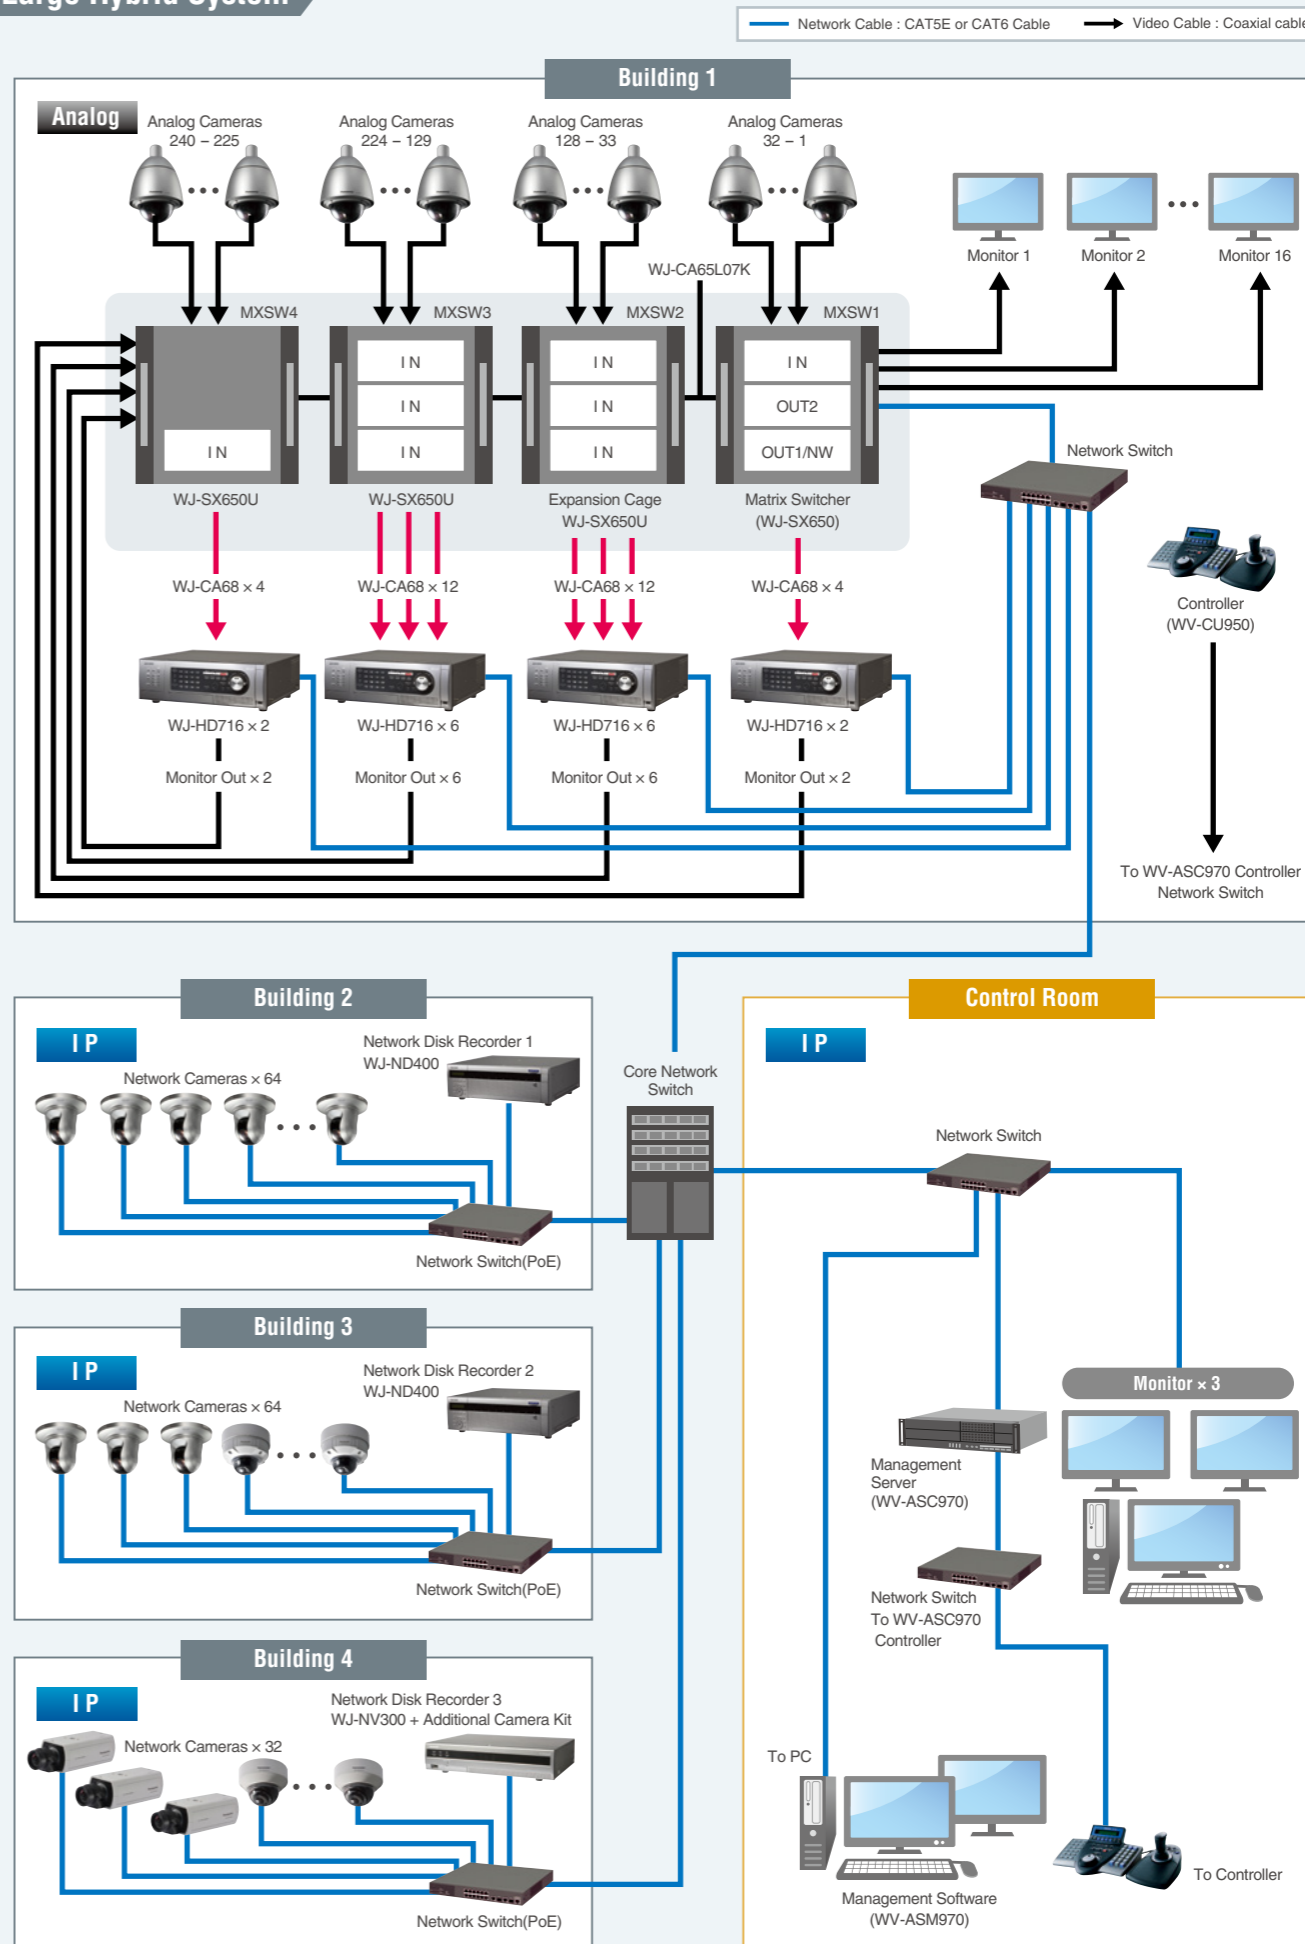 Large Hybrid System
Network Cable : CAT5E or CAT6 Cable
Video Cable : Coaxial cable
Building 1
Analog
Analog Cameras
240 – 225
Analog Cameras
224 – 129
Analog Cameras
128 – 33
Analog Cameras
32 – 1
Monitor 1
Monitor 2
Monitor 16
WJ-CA65L07K
MXSW4
MXSW3
MXSW2
MXSW1
IN
IN
IN
IN
IN
IN
IN
IN
OUT2
OUT1/NW
WJ-SX650U
WJ-SX650U
Expansion Cage
WJ-SX650U
Matrix Switcher
(WJ-SX650)
Network Switch
WJ-CA68 × 4
WJ-CA68 × 12
WJ-CA68 × 12
WJ-CA68 × 4
Controller
(WV-CU950)
WJ-HD716 × 2
WJ-HD716 × 6
WJ-HD716 × 6
WJ-HD716 × 2
Monitor Out × 2
Monitor Out × 6
Monitor Out × 6
Monitor Out × 2
To WV-ASC970 Controller
Network Switch
Building 2
IP
Network Cameras × 64
Network Disk Recorder 1
WJ-ND400
Network Switch(PoE)
Core Network
Switch
Building 3
IP
Network Cameras × 64
Network Disk Recorder 2
WJ-ND400
Network Switch(PoE)
Building 4
IP
Network Cameras × 32
Network Disk Recorder 3
WJ-NV300 + Additional Camera Kit
Network Switch(PoE)
Control Room
IP
Network Switch
Monitor × 3
Management
Server
(WV-ASC970)
Network Switch
To WV-ASC970
Controller
To PC
Management Software
(WV-ASM970)
To Controller